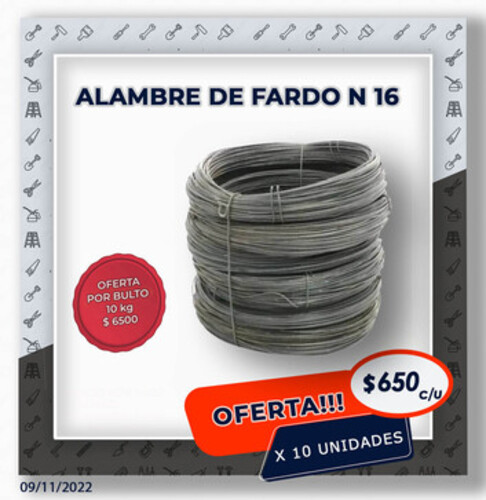 ALAMBRE DE FARDO N 16
OFERTA
POR BULTO
10 kg
$ 6500
$650 c/u
OFERTA!!!
X 10 UNIDADES
09/11/2022